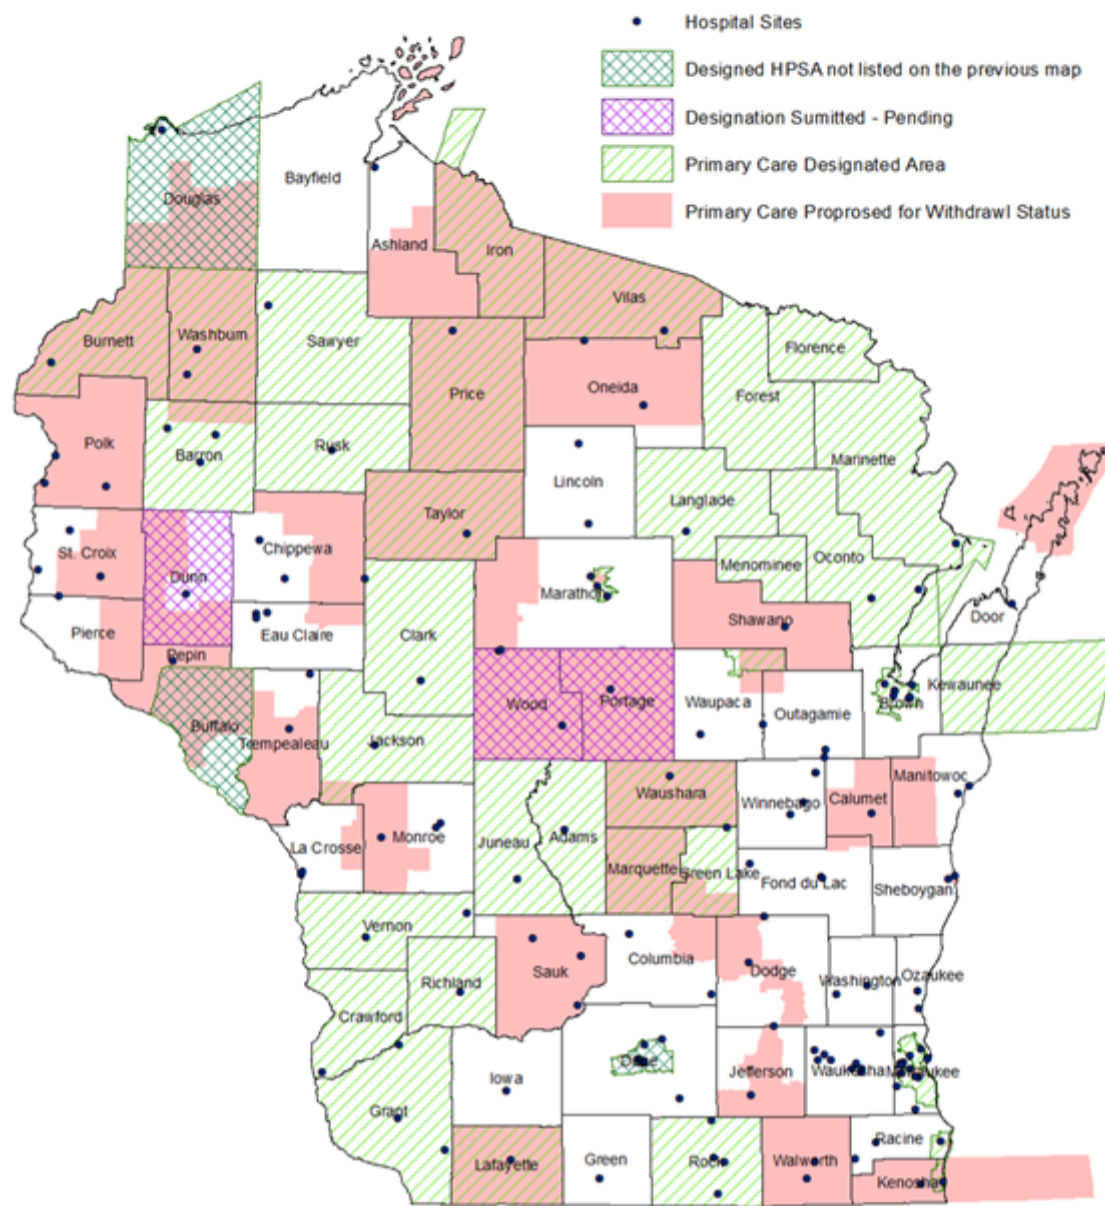 Hospital Sites
Designed HPSA not listed on the previous map
Designation Sumitted - Pending
Primary Care Designated Area
Primary Care Proprosed for Withdrawl Status
Bayfield
Douglas
Ashland
Iron
Vilas
Burnett
Washburn
Sawyer
Florence
Oneida
Price
Forest
Polk
Barron
Rusk
Marinette
Lincoln
Langlade
Taylor
St. Croix
Chippewa
Oconto
Dunn
Menominee
Marathon
Door
Pierce
Eau Claire
Clark
Shawano
Pepin
Kewaunee
Wood
Portage
Waupaca
Brown
Buffalo
Outagamie
Trempealeau
Jackson
Waushara
Winnebago
Calumet
Manitowoc
Monroe
Juneau
Adams
La Crosse
Marquette
Green Lake
Fond du Lac
Sheboygan
Vernon
Columbia
Sauk
Dodge
Richland
Washington
Ozaukee
Crawford
Dane
Iowa
Jefferson
Waukesha
Milwaukee
Grant
Racine
Lafayette
Green
Rock
Walworth
Kenosha